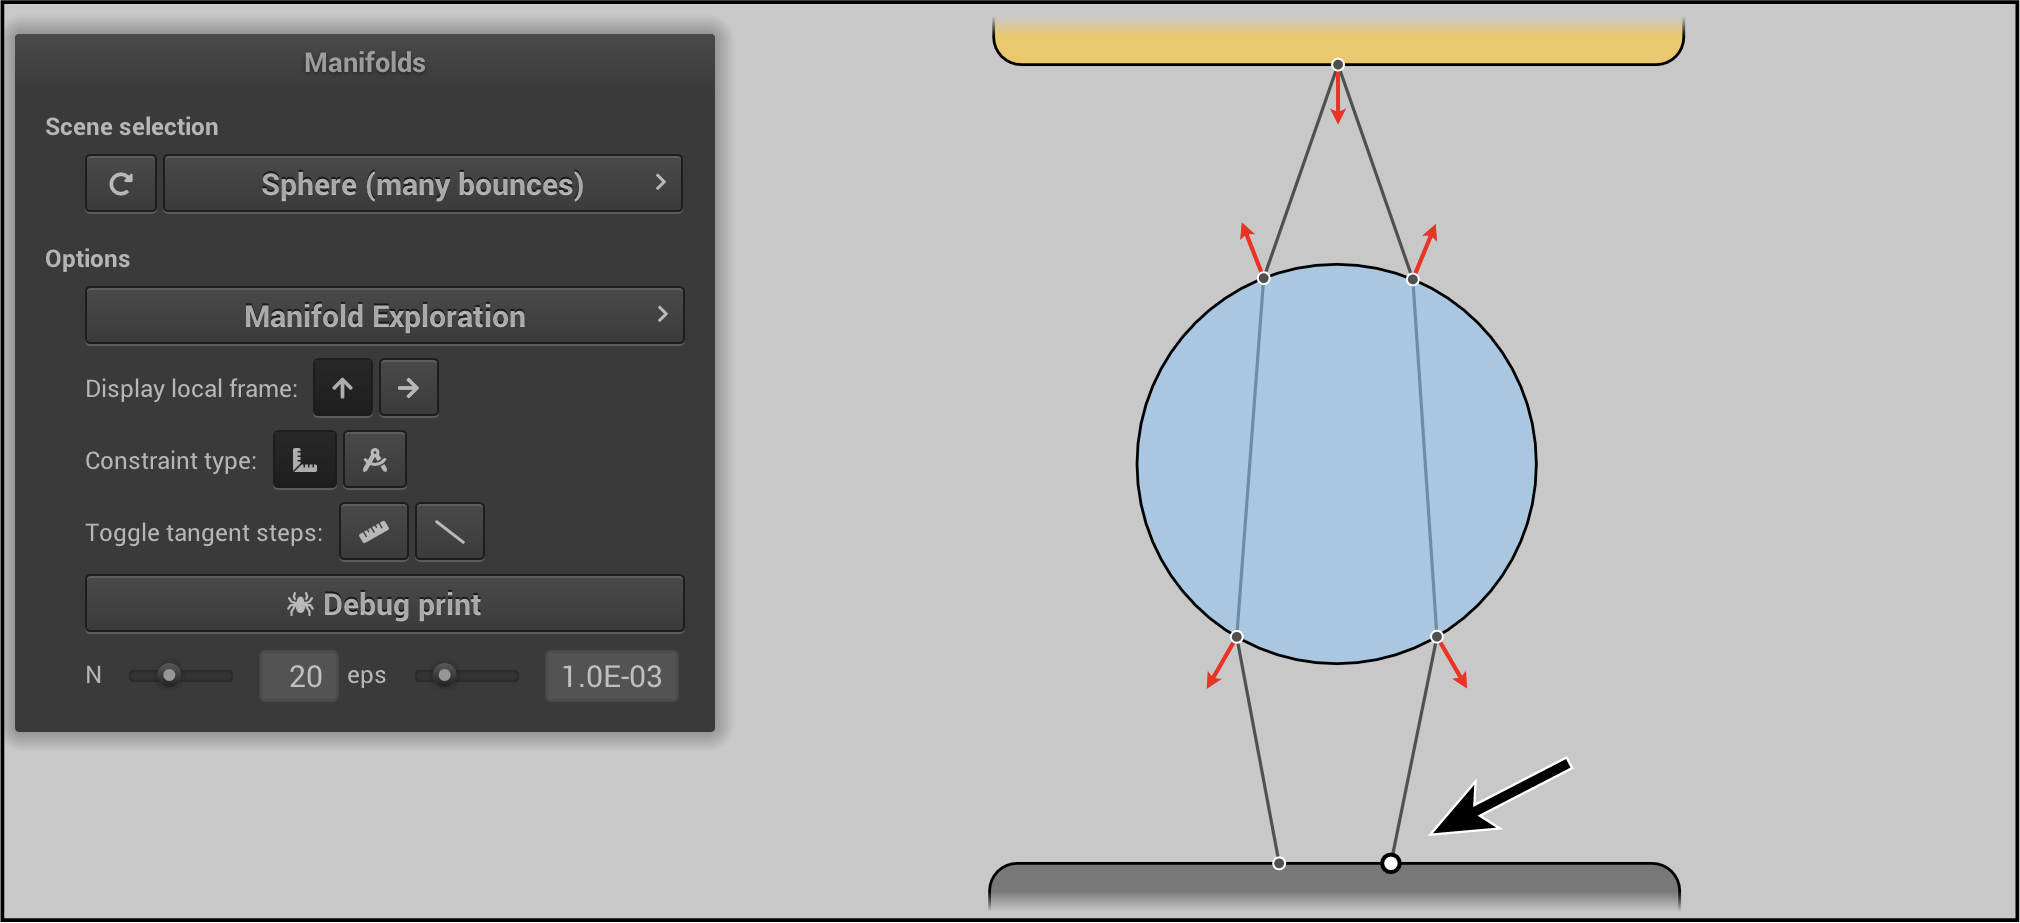 Manifolds
Scene selection
Sphere (many bounces)
Options
Manifold Exploration
Display local frame:
Constraint type:
Toggle tangent steps:
Debug print
N 20 eps 1.0E-03